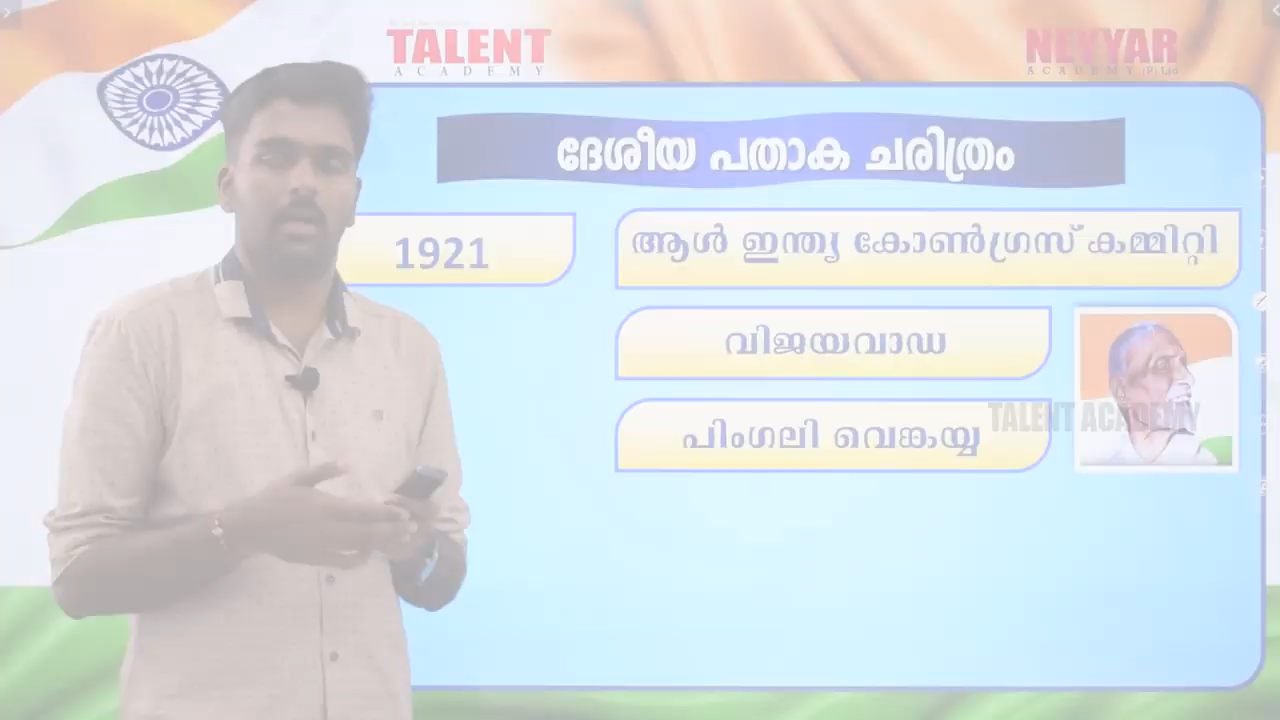 TALENT
ACADEMY
NEYYAR
ACADEMY (P) Ltd
ദേശീയ പതാക ചരിത്രം
1921
ആൾ ഇന്ത്യ കോൺഗ്രസ് കമ്മിറ്റി
വിജയവാഡ
പിംഗലി വെങ്കയ്യ
TALENT ACADEMY